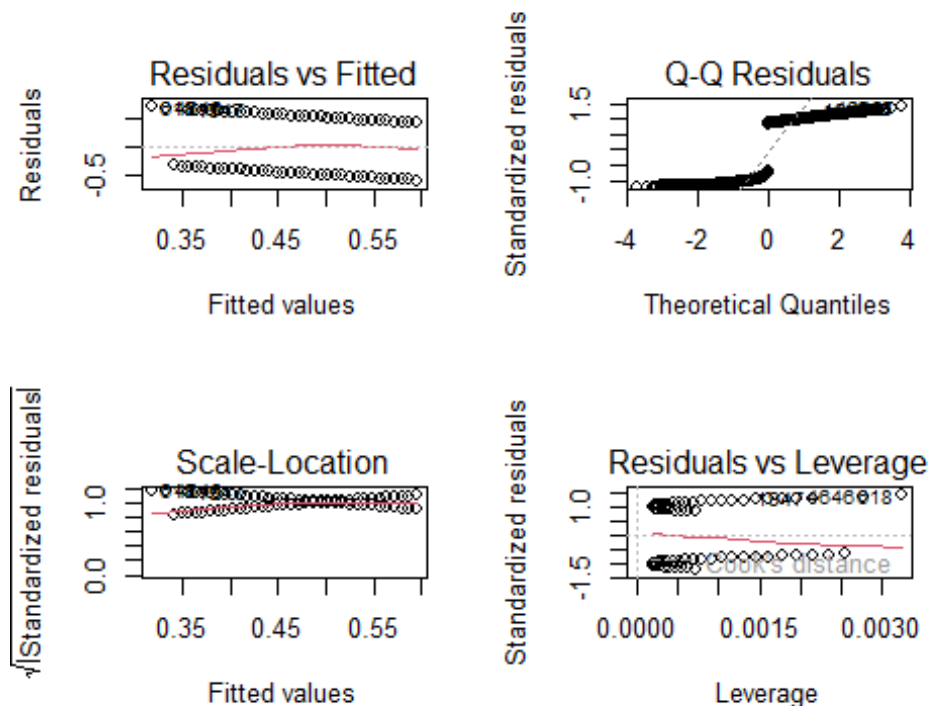 Residuals vs Fitted
Residuals
-0.5
0.35 0.45 0.55
Fitted values
Q-Q Residuals
Standardized residuals
1.5
-1.0
-4 -2 0 2 4
Theoretical Quantiles
Scale-Location
√|Standardized residuals|
1.0
0.0
0.35 0.45 0.55
Fitted values
Residuals vs Leverage
Standardized residuals
1.0
-1.5
Cook's distance
0.0000 0.0015 0.0030
Leverage